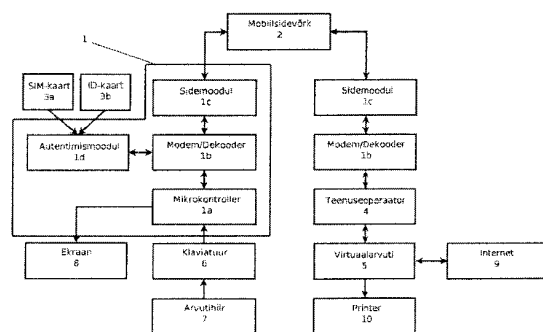 Mobiilsidevõrk
2
1
SIM-kaart
3a
ID-kaart
3b
Sidemoodul
1c
Sidemoodul
1c
Autentimismoodul
1d
Modem/Dekooder
1b
Modem/Dekooder
1b
Mikrokontroller
1a
Teenuseoperaator
4
Ekraan
8
Klaviatuur
6
Virtuaalarvuti
5
Internet
9
Arvutihiir
7
Printer
10